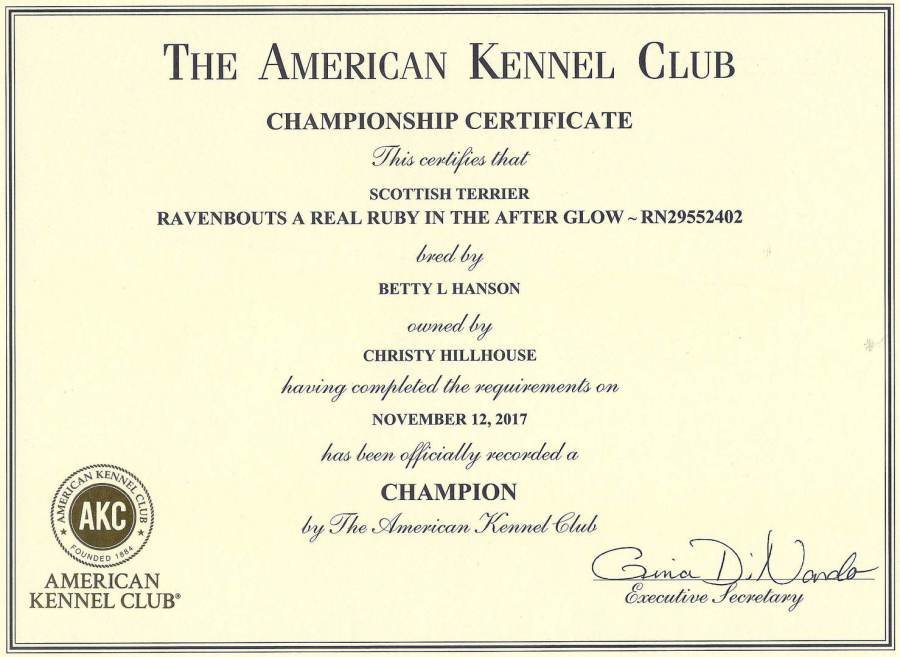 THE AMERICAN KENNEL CLUB
CHAMPIONSHIP CERTIFICATE
This certifies that
SCOTTISH TERRIER
RAVENBOUTS A REAL RUBY IN THE AFTER GLOW ~ RN29552402
bred by
BETTY L HANSON
owned by
CHRISTY HILLHOUSE
having completed the requirements on
NOVEMBER 12, 2017
has been officially recorded a
CHAMPION
by The American Kennel Club
AMERICAN KENNEL CLUB
AKC
FOUNDED 1884
AMERICAN
KENNEL CLUB®
Gina DiNardo
Executive Secretary